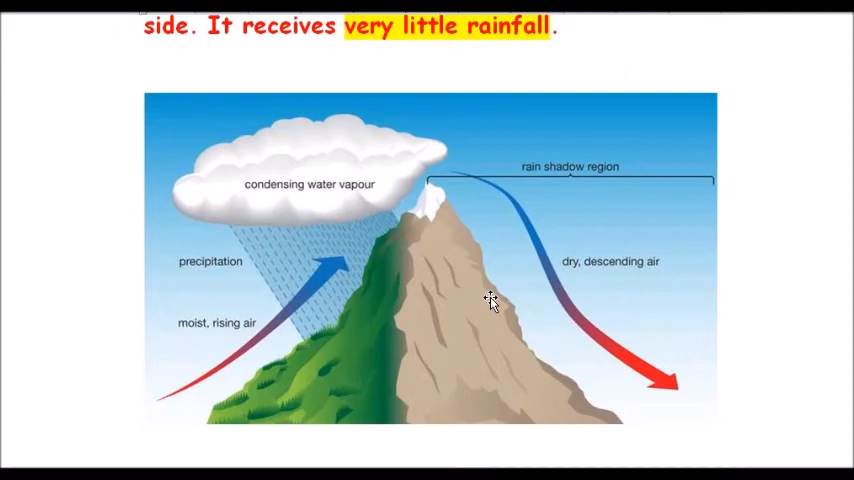 side. It receives very little rainfall.
rain shadow region
condensing water vapour
precipitation
dry, descending air
moist, rising air